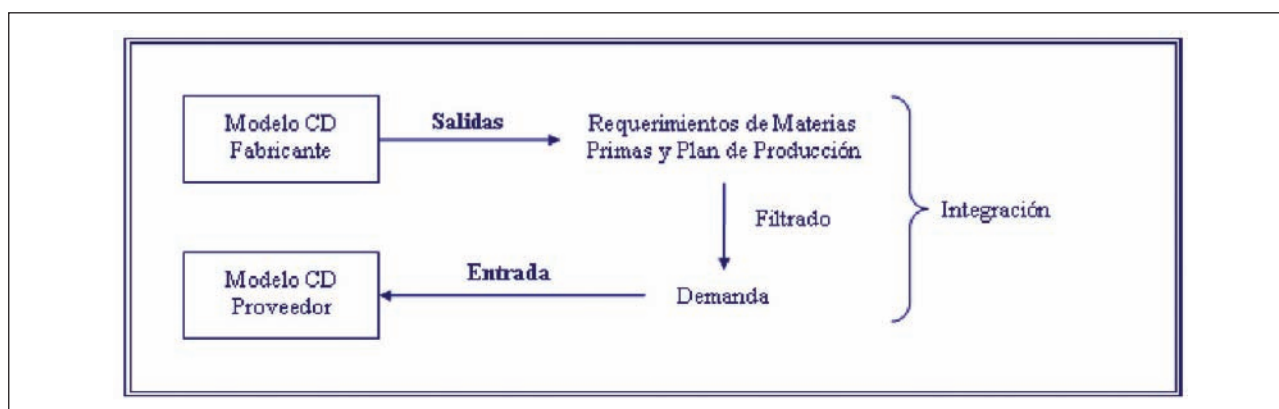 Modelo CD
Fabricante
Salidas
Requerimientos de Materias
Primas y Plan de Producción
Filtrado
Integración
Modelo CD
Proveedor
Entrada
Demanda